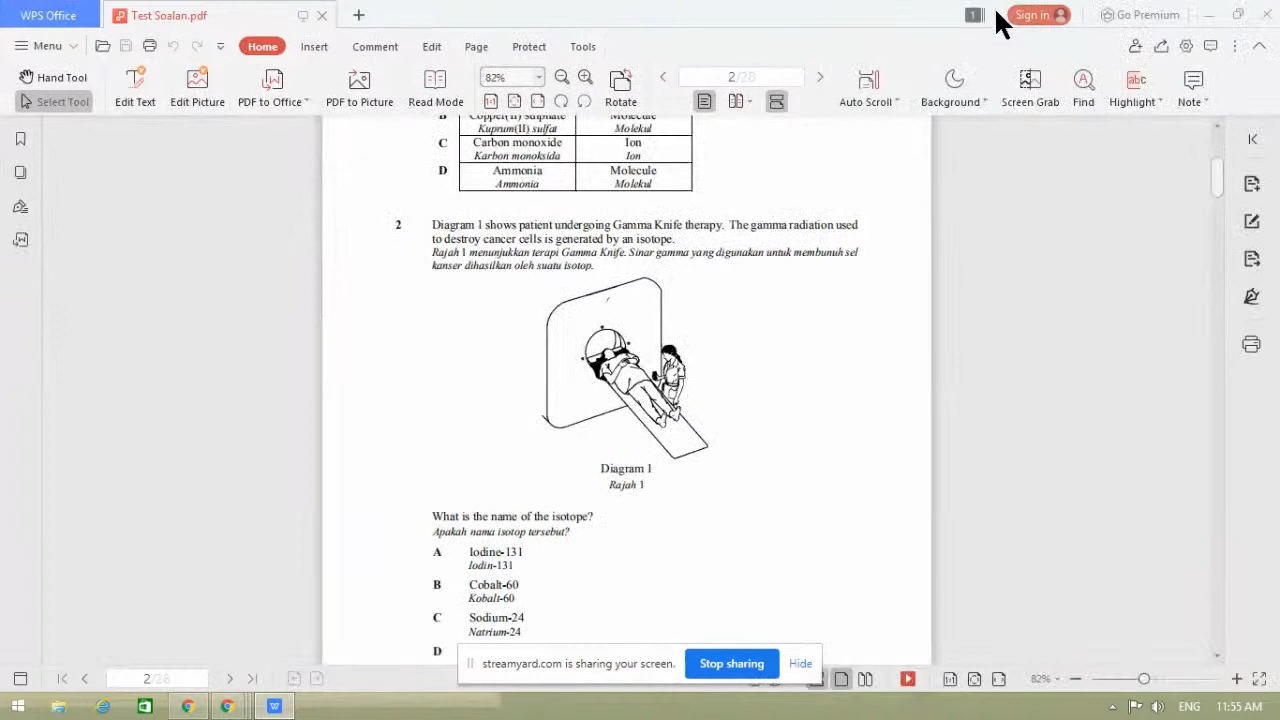 WPS Office
Test Soalan.pdf
1
Sign in
Go Premium
Menu
Home
Insert
Comment
Edit
Page
Protect
Tools
Hand Tool
Select Tool
Edit Text
Edit Picture
PDF to Office
PDF to Picture
Read Mode
82%
Rotate
2/28
Auto Scroll
Background
Screen Grab
Find
Highlight
Note
B Copper(II) sulphate Molecule
Kuprum(II) sulfat Molekul
C Carbon monoxide Ion
Karbon monoksida Ion
D Ammonia Molecule
Ammonia Molekul
2 Diagram 1 shows patient undergoing Gamma Knife therapy. The gamma radiation used
to destroy cancer cells is generated by an isotope.
Rajah 1 menunjukkan terapi Gamma Knife. Sinar gamma yang digunakan untuk membunuh sel
kanser dihasilkan oleh suatu isotop.
Diagram 1
Rajah 1
What is the name of the isotope?
Apakah nama isotop tersebut?
A Iodine-131
Iodin-131
B Cobalt-60
Kobalt-60
C Sodium-24
Natrium-24
D
streamyard.com is sharing your screen.
Stop sharing
Hide
2/28
82%
ENG
11:55 AM